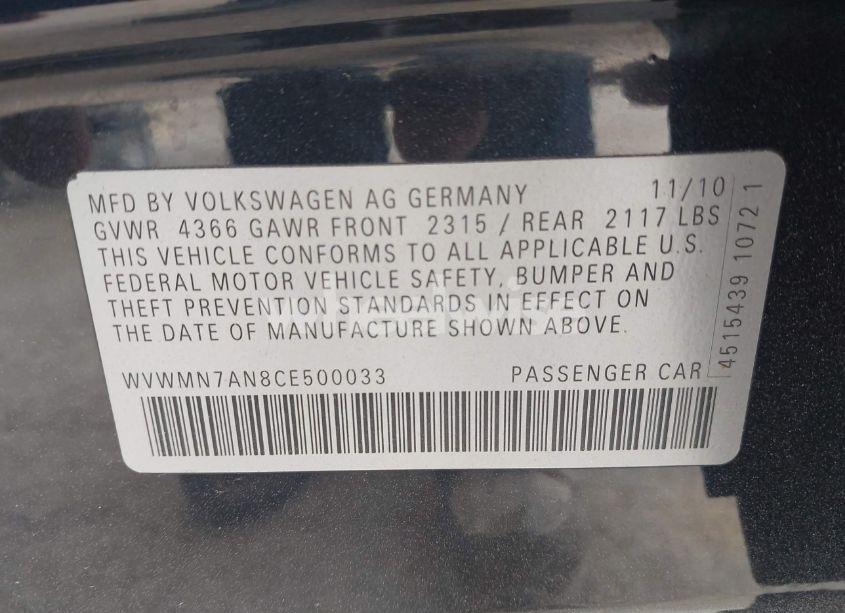 MFD BY VOLKSWAGEN AG GERMANY 11/10
GVWR 4366 GAWR FRONT 2315 / REAR 2117 LBS
THIS VEHICLE CONFORMS TO ALL APPLICABLE U.S.
FEDERAL MOTOR VEHICLE SAFETY, BUMPER AND
THEFT PREVENTION STANDARDS IN EFFECT ON
THE DATE OF MANUFACTURE SHOWN ABOVE.
WVWMN7AN8CE500033 PASSENGER CAR
4515439 1072 1